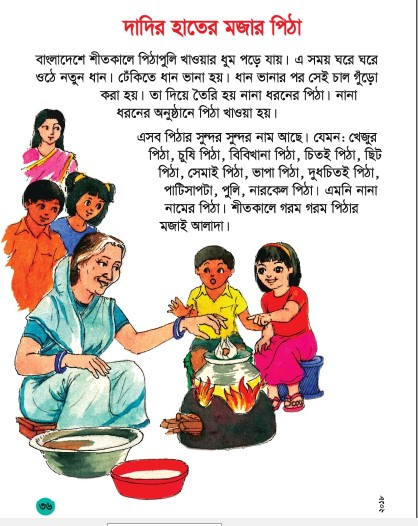 দাদির হাতের মজার পিঠা
বাংলাদেশে শীতকালে পিঠাপুলি খাওয়ার ধুম পড়ে যায়। এ সময় ঘরে ঘরে
ওঠে নতুন ধান। ঢেঁকিতে ধান ভানা হয়। ধান ভানার পর সেই চাল গুঁড়ো
করা হয়। তা দিয়ে তৈরি হয় নানা ধরনের পিঠা। নানা
ধরনের অনুষ্ঠানে পিঠা খাওয়া হয়।
এসব পিঠার সুন্দর সুন্দর নাম আছে। যেমন: খেজুর
পিঠা, চুষি পিঠা, বিবিখানা পিঠা, চিতই পিঠা, ছিট
পিঠা, সেমাই পিঠা, ভাপা পিঠা, দুধচিতই পিঠা,
পাটিসাপটা, পুলি, নারকেল পিঠা। এমনি নানা
নামের পিঠা। শীতকালে গরম গরম পিঠার
মজাই আলাদা।
৩৬
২০১৮